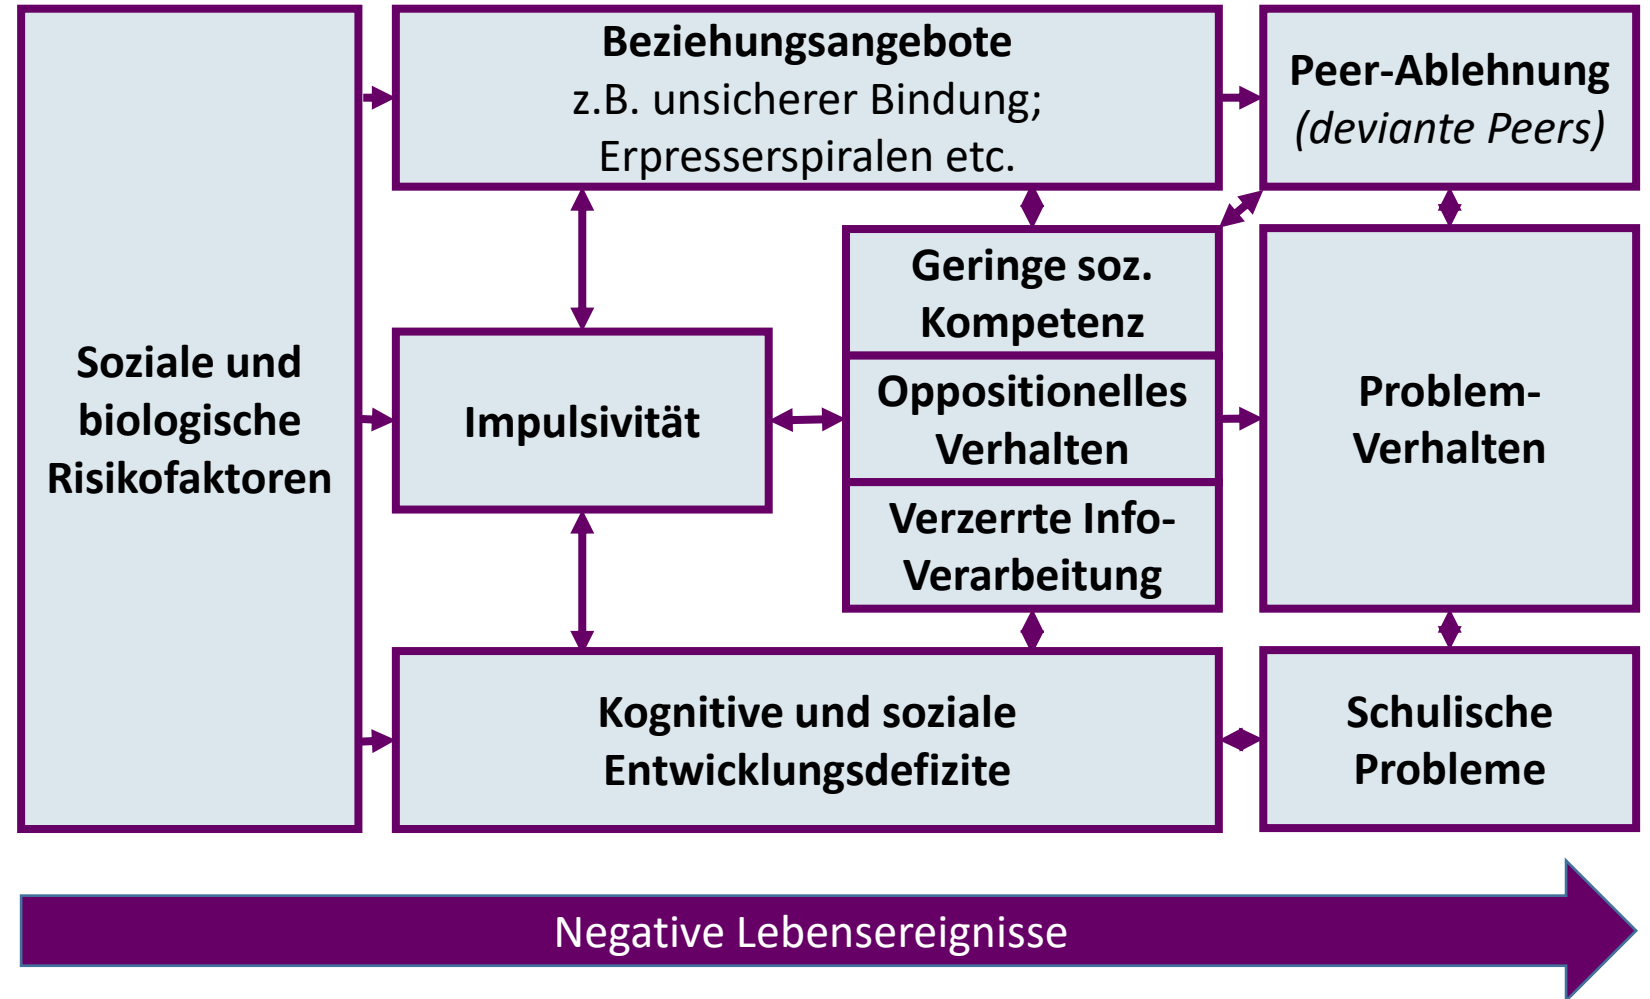 Soziale und
biologische
Risikofaktoren
Beziehungsangebote
z.B. unsicherer Bindung;
Erpresserspiralen etc.
Impulsivität
Geringe soz.
Kompetenz
Oppositionelles
Verhalten
Verzerrte Info-
Verarbeitung
Kognitive und soziale
Entwicklungsdefizite
Peer-Ablehnung
(deviante Peers)
Problem-
Verhalten
Schulische
Probleme
Negative Lebensereignisse